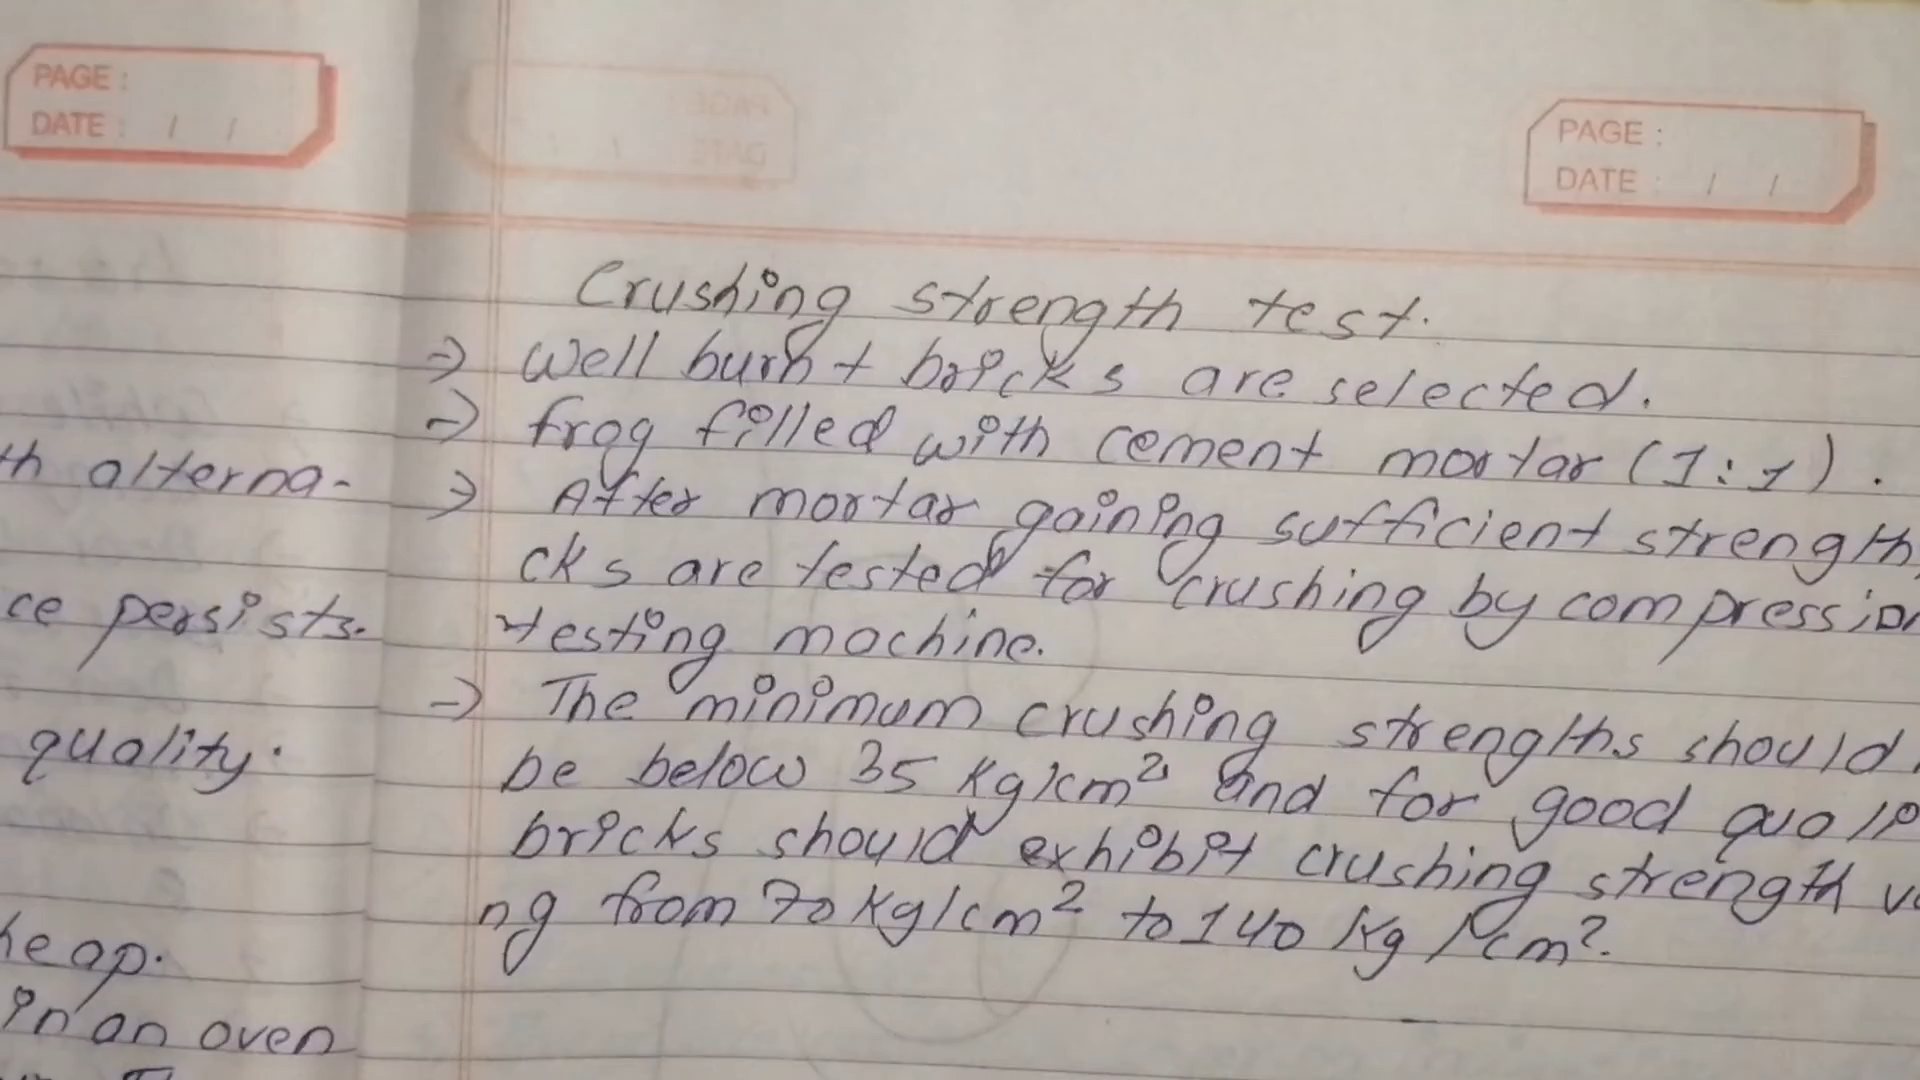 PAGE :
DATE : / /
PAGE :
DATE : / /
th alterna-
ce persists.
quality.
heap.
in an oven
Crushing strength test.
→ Well burnt bricks are selected.
→ frog filled with cement mortar (1:1).
→ After mortar gaining sufficient strength,
cks are tested for crushing by compression
testing machine.
→ The minimum crushing strengths should
be below 35 Kg/cm² and for good quali
bricks should exhibit crushing strength va
ng from 70 Kg/cm² to 140 Kg/cm².